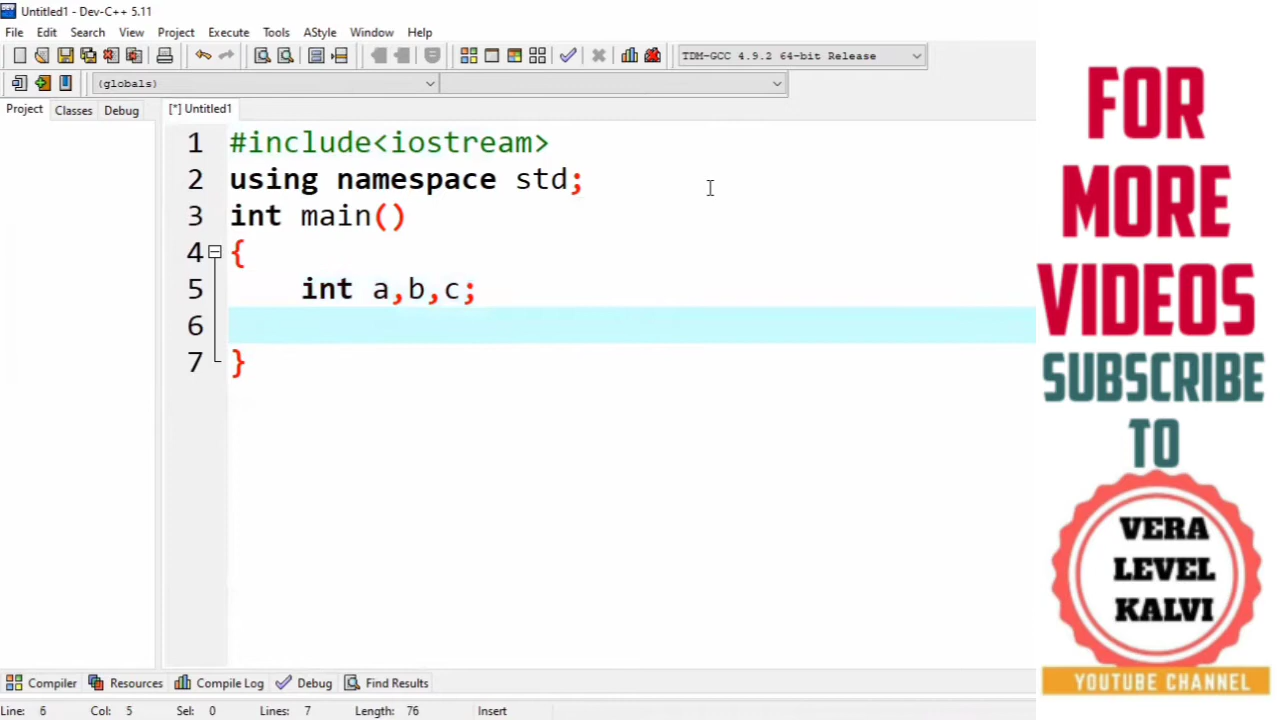 Untitled1 - Dev-C++ 5.11
File Edit Search View Project Execute Tools AStyle Window Help
TDM-GCC 4.9.2 64-bit Release
(globals)
Project Classes Debug [*] Untitled1
1 #include<iostream>
2 using namespace std;
3 int main()
4 {
5 int a,b,c;
6
7 }
Compiler Resources Compile Log Debug Find Results
Line: 6 Col: 5 Sel: 0 Lines: 7 Length: 76 Insert
FOR
MORE
VIDEOS
SUBSCRIBE
TO
VERA
LEVEL
KALVI
YOUTUBE CHANNEL